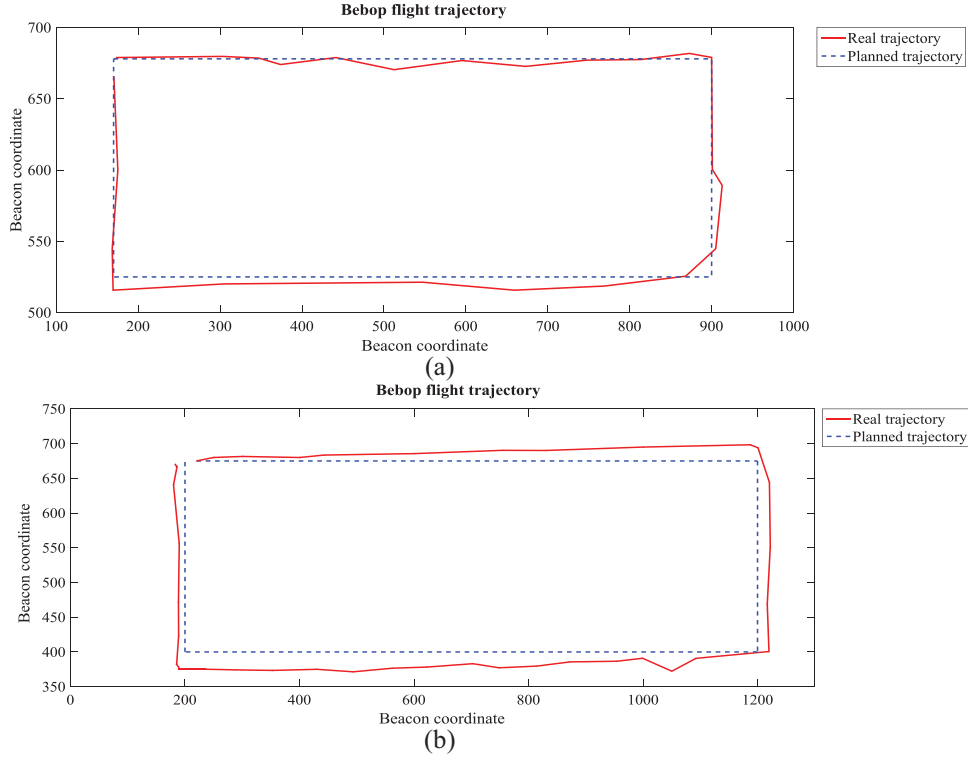 Bebop flight trajectory
700
650
600
550
500
Beacon coordinate
100 200 300 400 500 600 700 800 900 1000
Beacon coordinate
Real trajectory
Planned trajectory
(a)
Bebop flight trajectory
750
700
650
600
550
500
450
400
350
Beacon coordinate
0 200 400 600 800 1000 1200
Beacon coordinate
Real trajectory
Planned trajectory
(b)